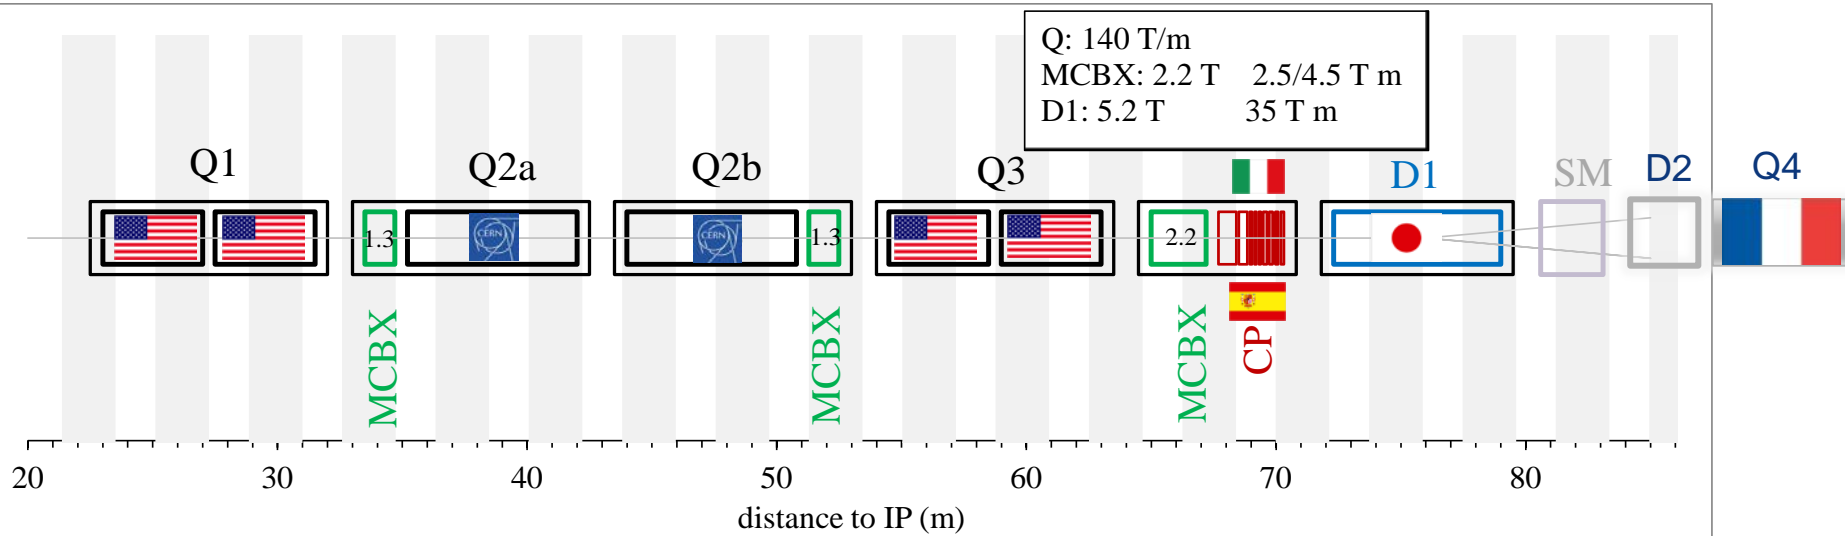 Q: 140 T/m
MCBX: 2.2 T 2.5/4.5 T m
D1: 5.2 T 35 T m
Q1 Q2a Q2b Q3 D1 SM D2 Q4
1.3 CERN CERN 1.3 2.2
MCBX MCBX MCBX CP
20 30 40 50 60 70 80
distance to IP (m)